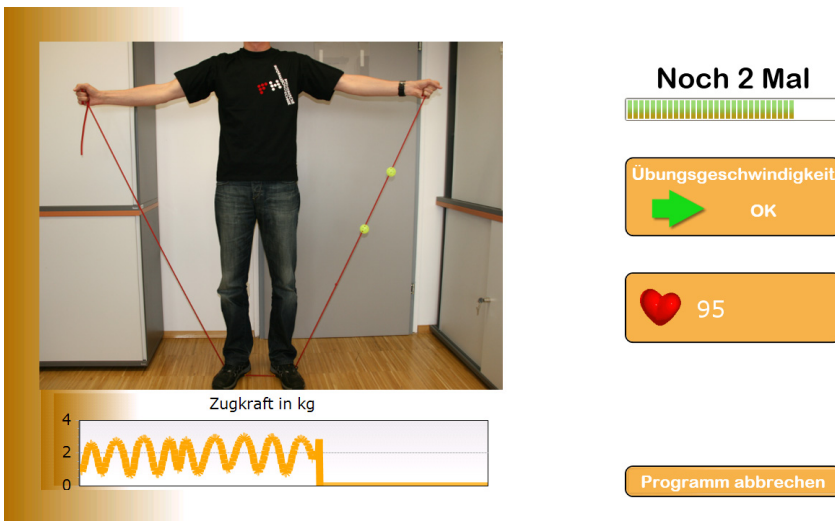 Noch 2 Mal
Übungsgeschwindigkeit
OK
95
Zugkraft in kg
4
2
0
Programm abbrechen